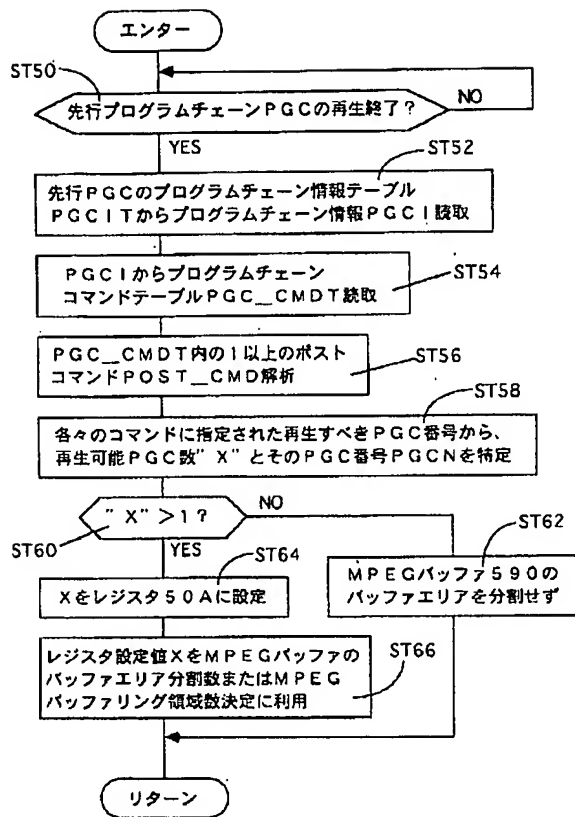 エンター
ST50
先行プログラムチェーンPGCの再生終了？
NO
YES
ST52
先行PGCのプログラムチェーン情報テーブル
PGCITからプログラムチェーン情報PGCI読取
PGCIからプログラムチェーン
コマンドテーブルPGC_CMDT読取
ST54
PGC_CMDT内の1以上のポスト
コマンドPOST_CMD解析
ST56
ST58
各々のコマンドに指定された再生すべきPGC番号から、
再生可能PGC数"X"とそのPGC番号PGCNを特定
"X">1？
NO
ST60
YES
ST62
ST64
MPEGバッファ590の
バッファエリアを分割せず
Xをレジスタ50Aに設定
レジスタ設定値XをMPEGバッファの
バッファエリア分割数またはMPEG
バッファリング領域数決定に利用
ST66
リターン